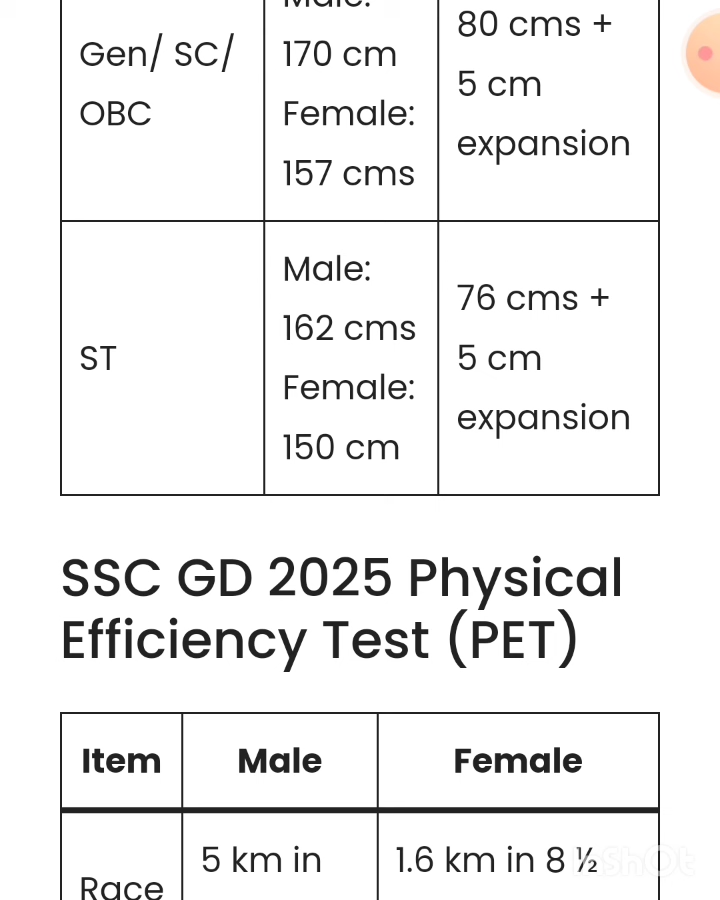 Male:
Gen/ SC/
OBC
170 cm
Female:
157 cms
80 cms +
5 cm
expansion
ST
Male:
162 cms
Female:
150 cm
76 cms +
5 cm
expansion
SSC GD 2025 Physical
Efficiency Test (PET)
Item
Male
Female
Race
5 km in
1.6 km in 8 ½
InShOt